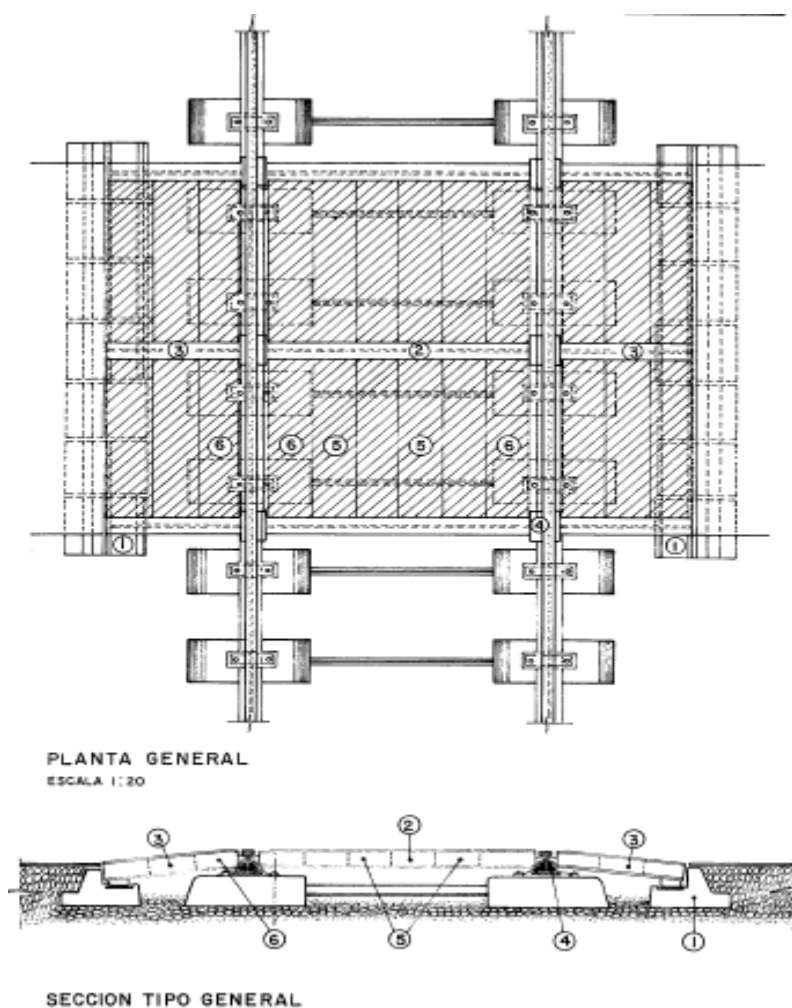 3 2 3
6 6 5 5 6
4
1 1
PLANTA GENERAL
ESCALA 1:20
2
3 3
6 5 4 1
SECCION TIPO GENERAL